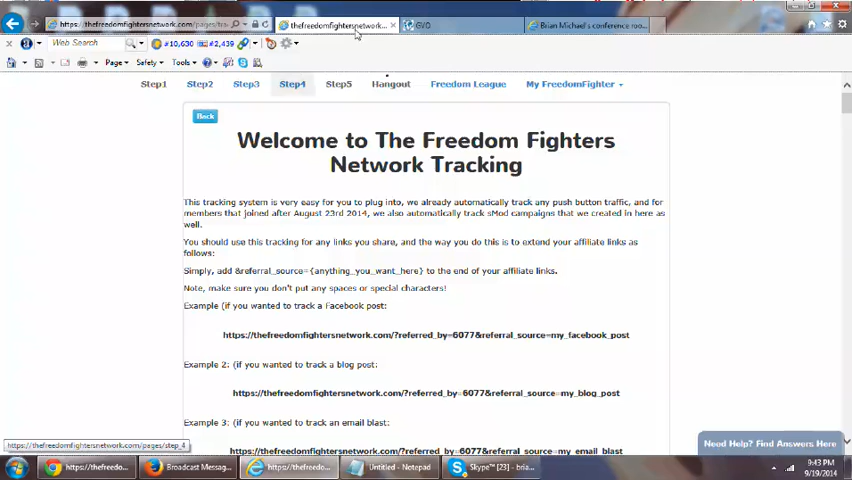 https://thefreedomfightersnetwork.com/pages/tra
thefreedomfightersnetwork...
GVO
Brian Michael's conference roo...
Web Search
#10,630
#2,439
Page
Safety
Tools
Step1
Step2
Step3
Step4
Step5
Hangout
Freedom League
My FreedomFighter
Back
Welcome to The Freedom Fighters
Network Tracking
This tracking system is very easy for you to plug into, we already automatically track any push button traffic, and for
members that joined after August 23rd 2014, we also automatically track sMod campaigns that we created in here as
well.
You should use this tracking for any links you share, and the way you do this is to extend your affiliate links as
follows:
Simply, add &referral_source={anything_you_want_here} to the end of your affiliate links.
Note, make sure you don't put any spaces or special characters!
Example (if you wanted to track a Facebook post:
https://thefreedomfightersnetwork.com/?referred_by=6077&referral_source=my_facebook_post
Example 2: (if you wanted to track a blog post:
https://thefreedomfightersnetwork.com/?referred_by=6077&referral_source=my_blog_post
Example 3: (if you wanted to track an email blast:
https://thefreedomfightersnetwork.com/?referred_by=6077&referral_source=my_email_blast
https://thefreedomfightersnetwork.com/pages/step_4
Need Help? Find Answers Here
https://thefreedo...
Broadcast Messag...
https://thefreedo...
Untitled - Notepad
Skype™ [23] - bria...
9:43 PM
9/19/2014